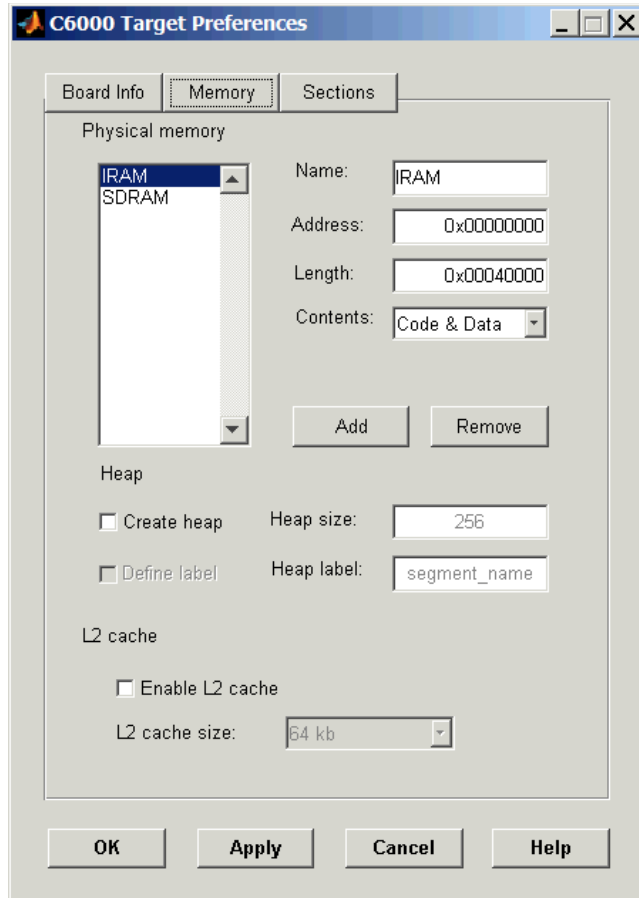 C6000 Target Preferences
Board Info Memory Sections
Physical memory
IRAM
SDRAM
Name: IRAM
Address: 0x00000000
Length: 0x00040000
Contents: Code & Data
Add Remove
Heap
Create heap Heap size: 256
Define label Heap label: segment_name
L2 cache
Enable L2 cache
L2 cache size: 64 kb
OK Apply Cancel Help